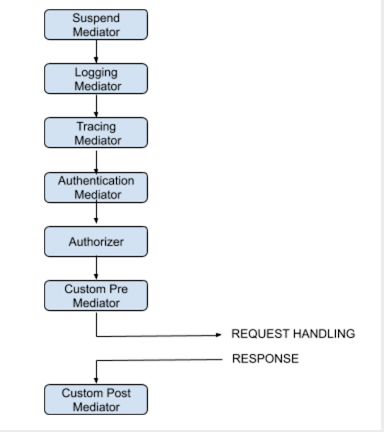 Suspend
Mediator
Logging
Mediator
Tracing
Mediator
Authentication
Mediator
Authorizer
Custom Pre
Mediator
REQUEST HANDLING
RESPONSE
Custom Post
Mediator